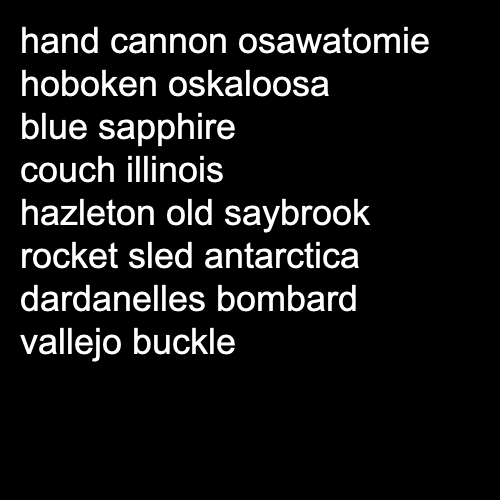 hand cannon osawatomie
hoboken oskaloosa
blue sapphire
couch illinois
hazleton old saybrook
rocket sled antarctica
dardanelles bombard
vallejo buckle